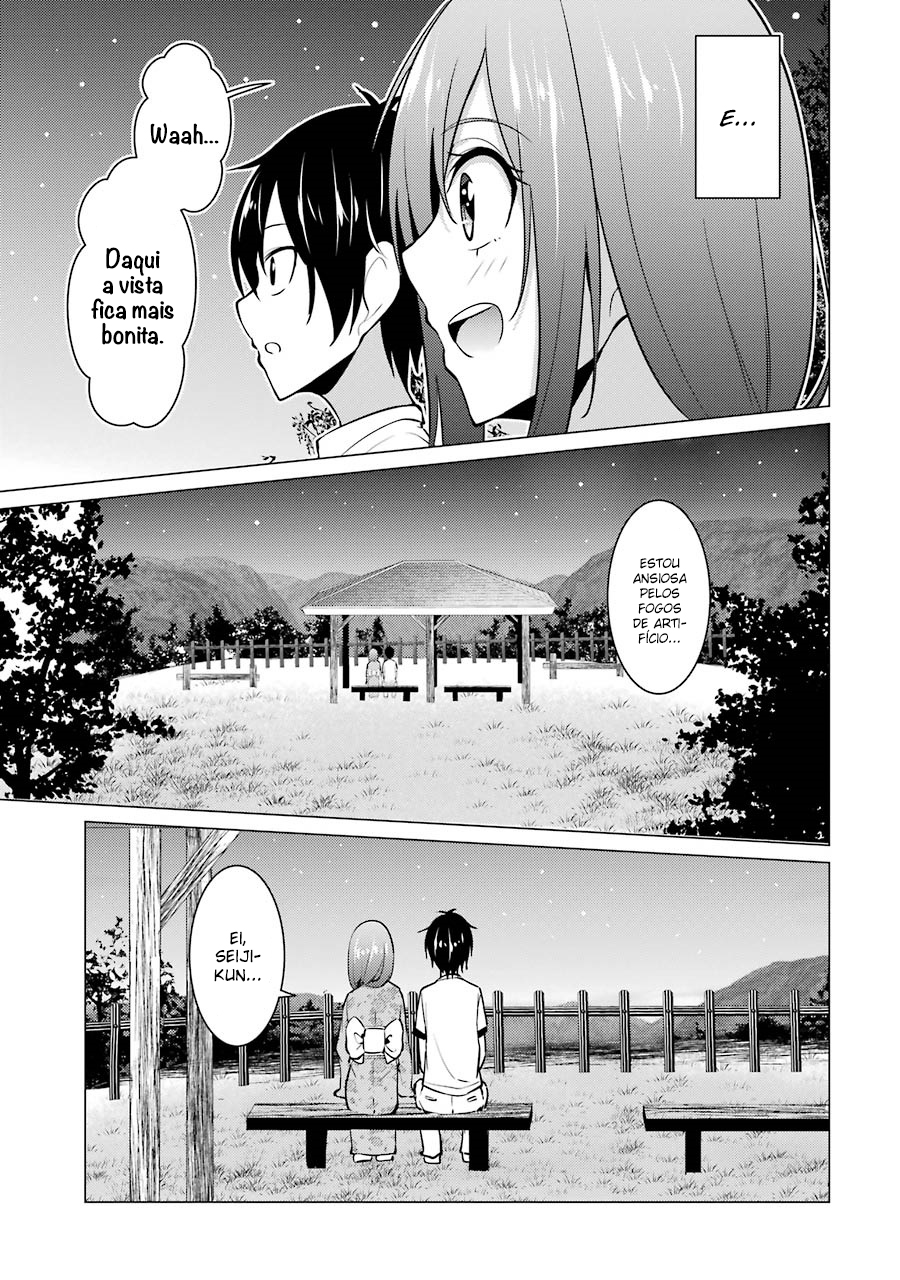 E...
Waah...
Daqui
a vista
fica mais
bonita.
ESTOU
ANSIOSA
PELOS
FOGOS
DE ARTI-
FÍCIO...
EI,
SEIJI-
KUN...